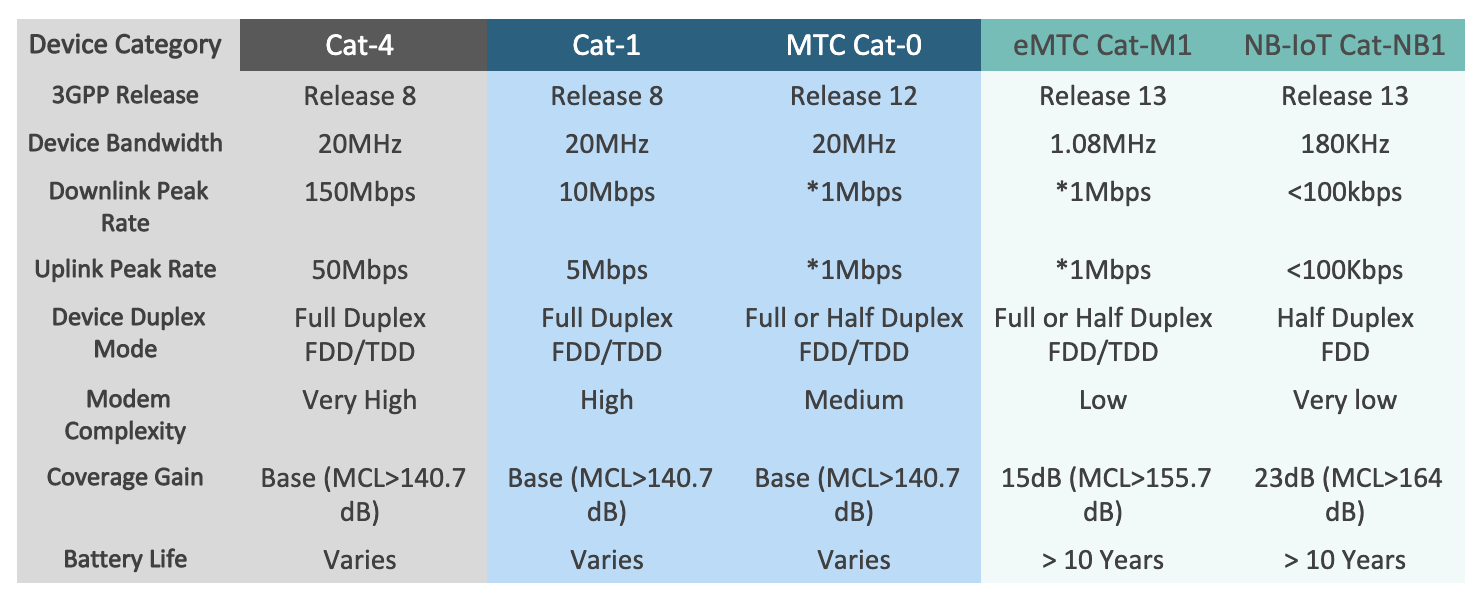 Device Category Cat-4 Cat-1 MTC Cat-0 eMTC Cat-M1 NB-IoT Cat-NB1
3GPP Release Release 8 Release 8 Release 12 Release 13 Release 13
Device Bandwidth 20MHz 20MHz 20MHz 1.08MHz 180KHz
Downlink Peak 150Mbps 10Mbps *1Mbps *1Mbps <100kbps
Rate
Uplink Peak Rate 50Mbps 5Mbps *1Mbps *1Mbps <100Kbps
Device Duplex Full Duplex Full Duplex Full or Half Duplex Full or Half Duplex Half Duplex
Mode FDD/TDD FDD/TDD FDD/TDD FDD/TDD FDD
Modem Very High High Medium Low Very low
Complexity
Coverage Gain Base (MCL>140.7 Base (MCL>140.7 Base (MCL>140.7 15dB (MCL>155.7 23dB (MCL>164
dB) dB) dB) dB) dB)
Battery Life Varies Varies Varies > 10 Years > 10 Years